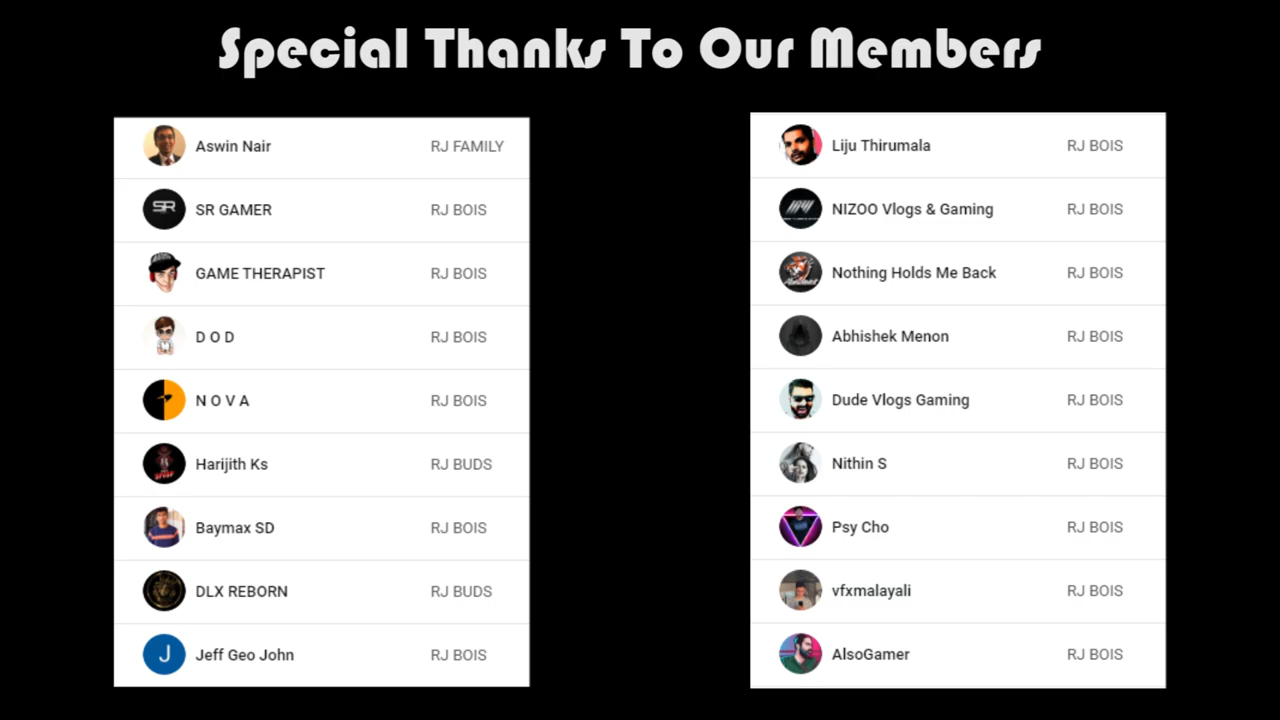 Special Thanks To Our Members
Aswin Nair RJ FAMILY
SR
SR GAMER RJ BOIS
GAME THERAPIST RJ BOIS
D O D RJ BOIS
N O V A RJ BOIS
Harijith Ks RJ BUDS
Baymax SD RJ BOIS
DLX REBORN RJ BUDS
J
Jeff Geo John RJ BOIS
Liju Thirumala RJ BOIS
NIZOO Vlogs & Gaming RJ BOIS
Nothing Holds Me Back RJ BOIS
Abhishek Menon RJ BOIS
Dude Vlogs Gaming RJ BOIS
Nithin S RJ BOIS
Psy Cho RJ BOIS
vfxmalayali RJ BOIS
AlsoGamer RJ BOIS